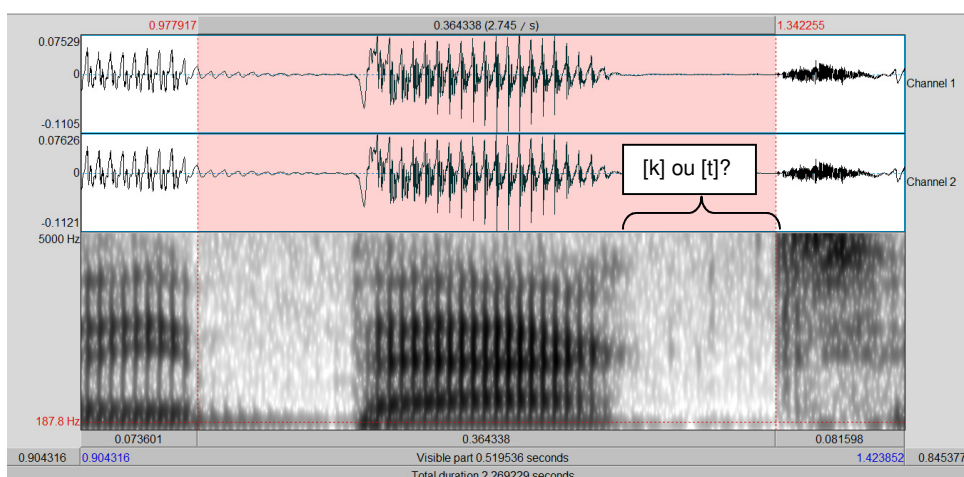 0.977917 0.364338 (2.745 / s) 1.342255
0.07529
0
-0.1105
Channel 1
0.07626
0
-0.1121
Channel 2
[k] ou [t]?
5000 Hz
187.8 Hz
0.073601 0.364338 0.081598
0.904316 0.904316 Visible part 0.519536 seconds 1.423852 0.845377
Total duration 2.269229 seconds